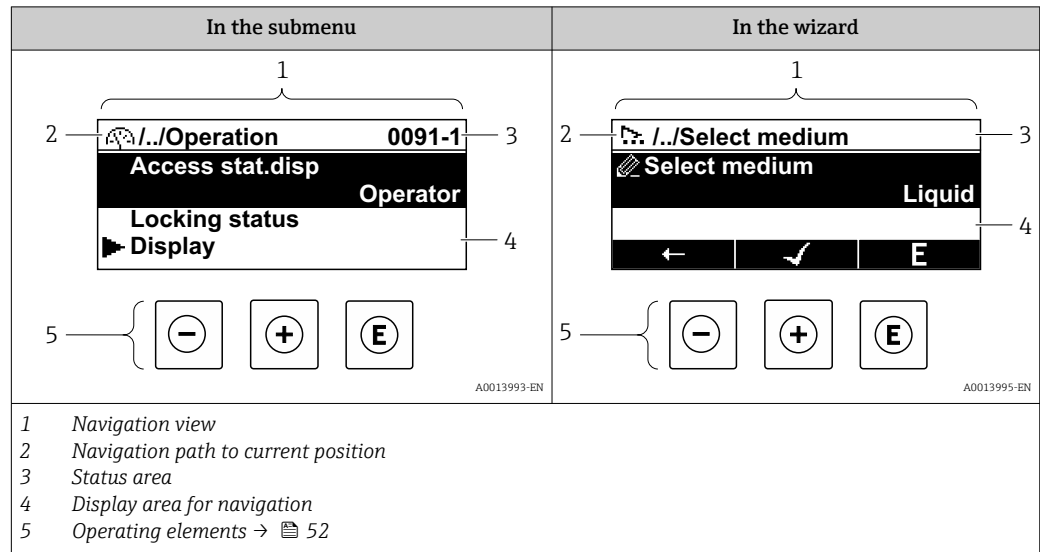 In the submenu
In the wizard
1
2
/../Operation 0091-1
3
Access stat.disp
Operator
Locking status
Display
4
5
E
A0013993-EN
1
2
/../Select medium
3
Select medium
Liquid
4
← ✓ E
5
E
A0013995-EN
1 Navigation view
2 Navigation path to current position
3 Status area
4 Display area for navigation
5 Operating elements → 52